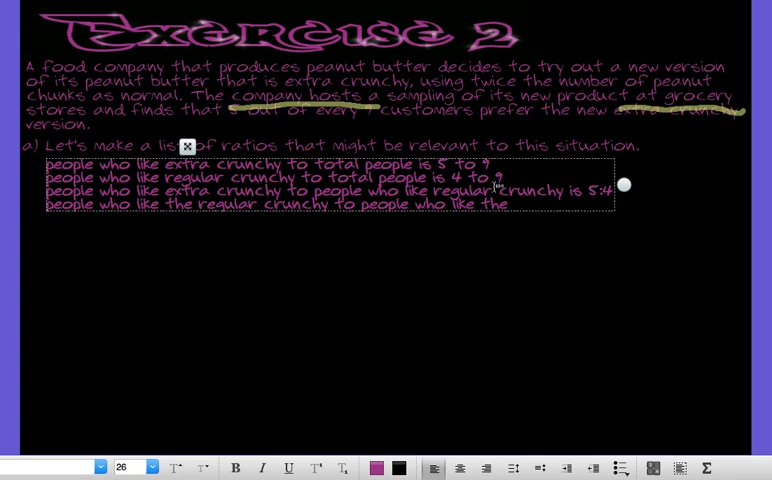 Exercise 2
A food company that produces peanut butter decides to try out a new version
of its peanut butter that is extra crunchy, using twice the number of peanut
chunks as normal. The company hosts a sampling of its new product at grocery
stores and finds that 5 out of every 9 customers prefer the new extra crunchy
version.
a) Let's make a list of ratios that might be relevant to this situation.
people who like extra crunchy to total people is 5 to 9
people who like regular crunchy to total people is 4 to 9
people who like extra crunchy to people who like regular crunchy is 5:4
people who like the regular crunchy to people who like the
26
B I U T T